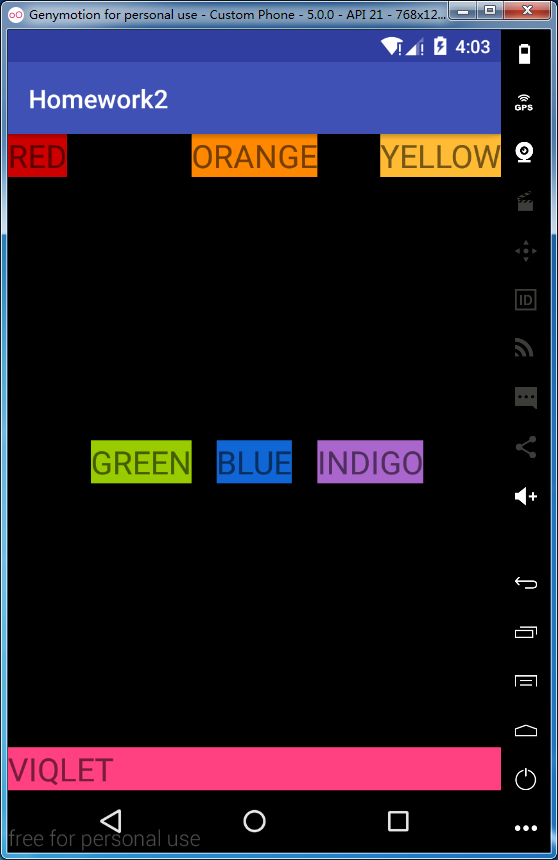 Genymotion for personal use - Custom Phone - 5.0.0 - API 21 - 768x12...
4:03
Homework2
GPS
RED ORANGE YELLOW
ID
GREEN BLUE INDIGO
VIQLET
free for personal use